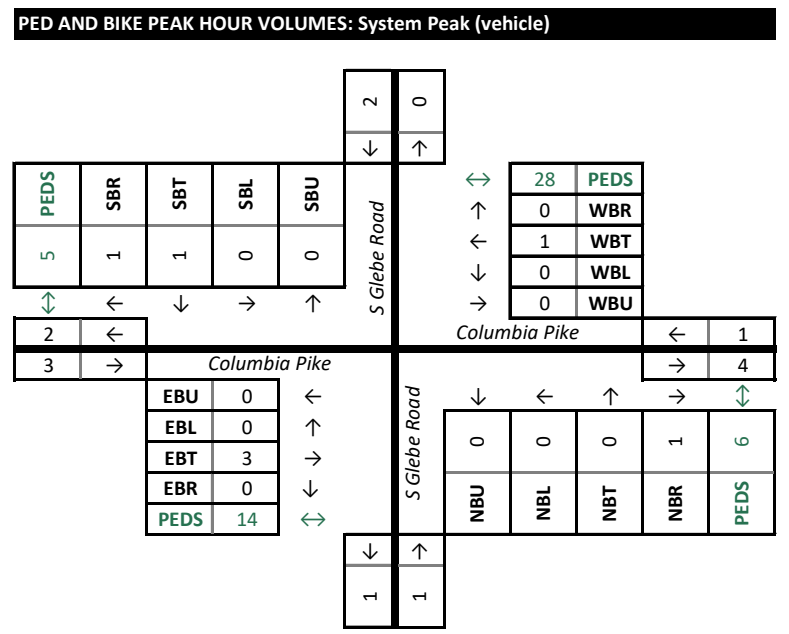 PED AND BIKE PEAK HOUR VOLUMES: System Peak (vehicle)
2 0
↓ ↑
PEDS SBR SBT SBL SBU
5 1 1 0 0
↕ ← ↓ → ↑
S Glebe Road
↔ 28 PEDS
↑ 0 WBR
← 1 WBT
↓ 0 WBL
→ 0 WBU
2 ←
3 →
Columbia Pike
← 1
→ 4
Columbia Pike
EBU 0 ←
EBL 0 ↑
EBT 3 →
EBR 0 ↓
PEDS 14 ↔
S Glebe Road
↓ ← ↑ → ↕
0 0 0 1 6
NBU NBL NBT NBR PEDS
↓ ↑
1 1